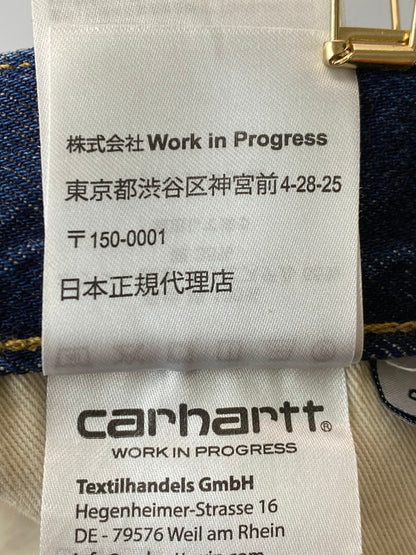 株式会社Work in Progress
東京都渋谷区神宮前4-28-25
〒150-0001
日本正規代理店
carhartt®
WORK IN PROGRESS
Textilhandels GmbH
Hegenheimer-Strasse 16
DE - 79576 Weil am Rhein